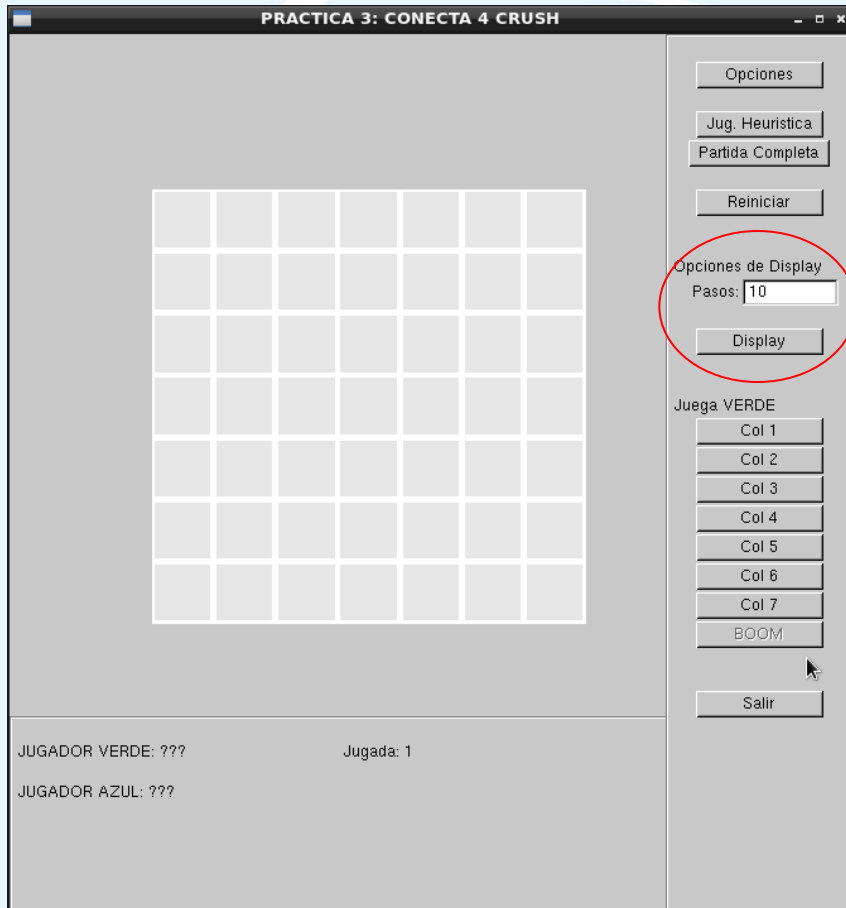 PRACTICA 3: CONECTA 4 CRUSH
Opciones
Jug. Heuristica
Partida Completa
Reiniciar
Opciones de Display
Pasos: 10
Display
Juega VERDE
Col 1
Col 2
Col 3
Col 4
Col 5
Col 6
Col 7
BOOM
Salir
JUGADOR VERDE: ??? Jugada: 1
JUGADOR AZUL: ???